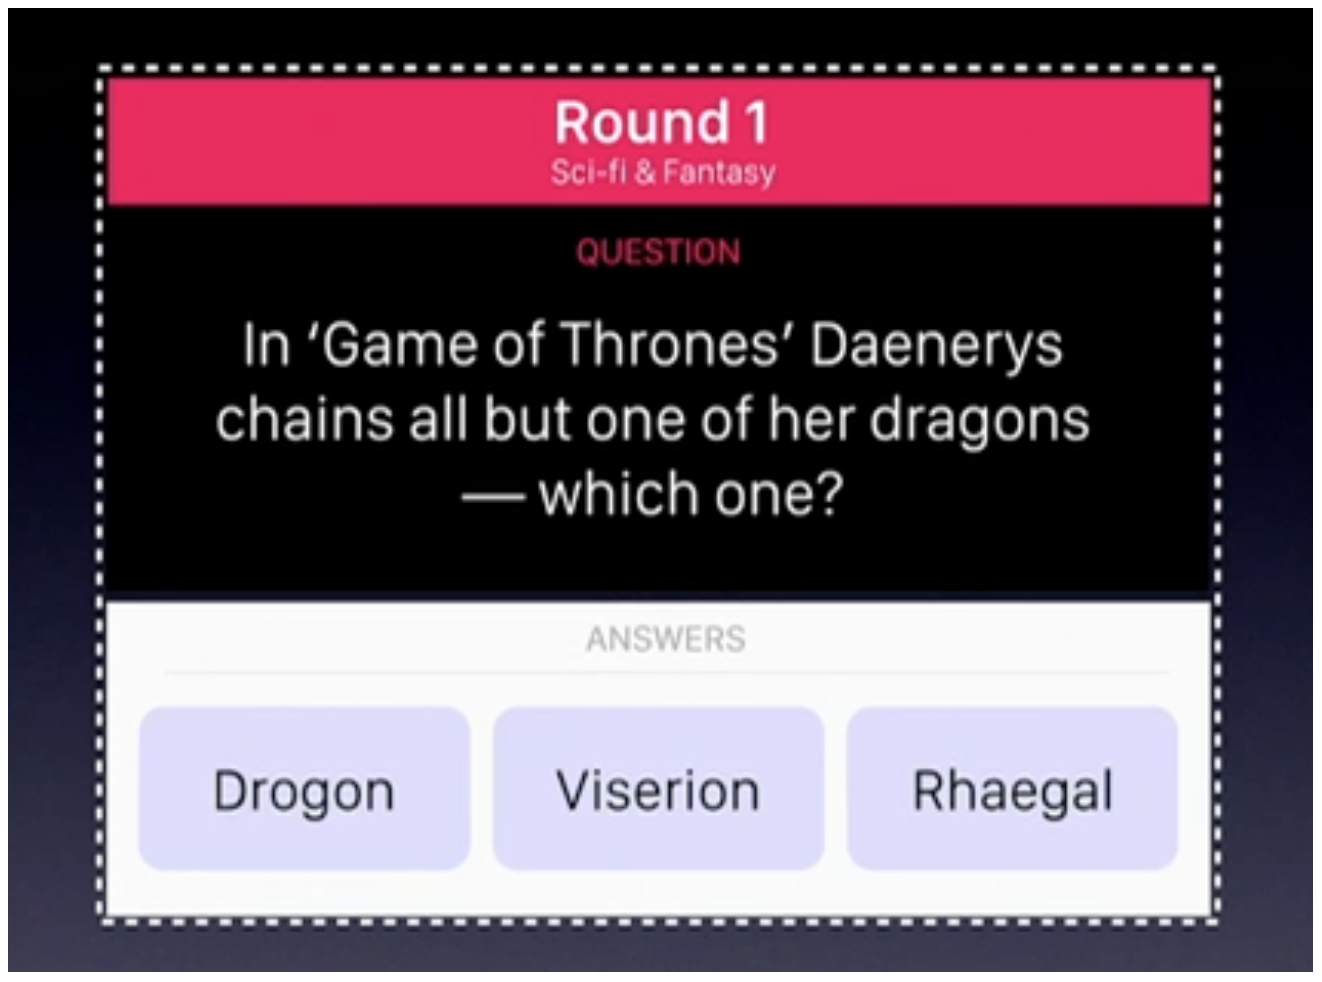 Round 1
Sci-fi & Fantasy
QUESTION
In ‘Game of Thrones’ Daenerys
chains all but one of her dragons
— which one?
ANSWERS
Drogon
Viserion
Rhaegal